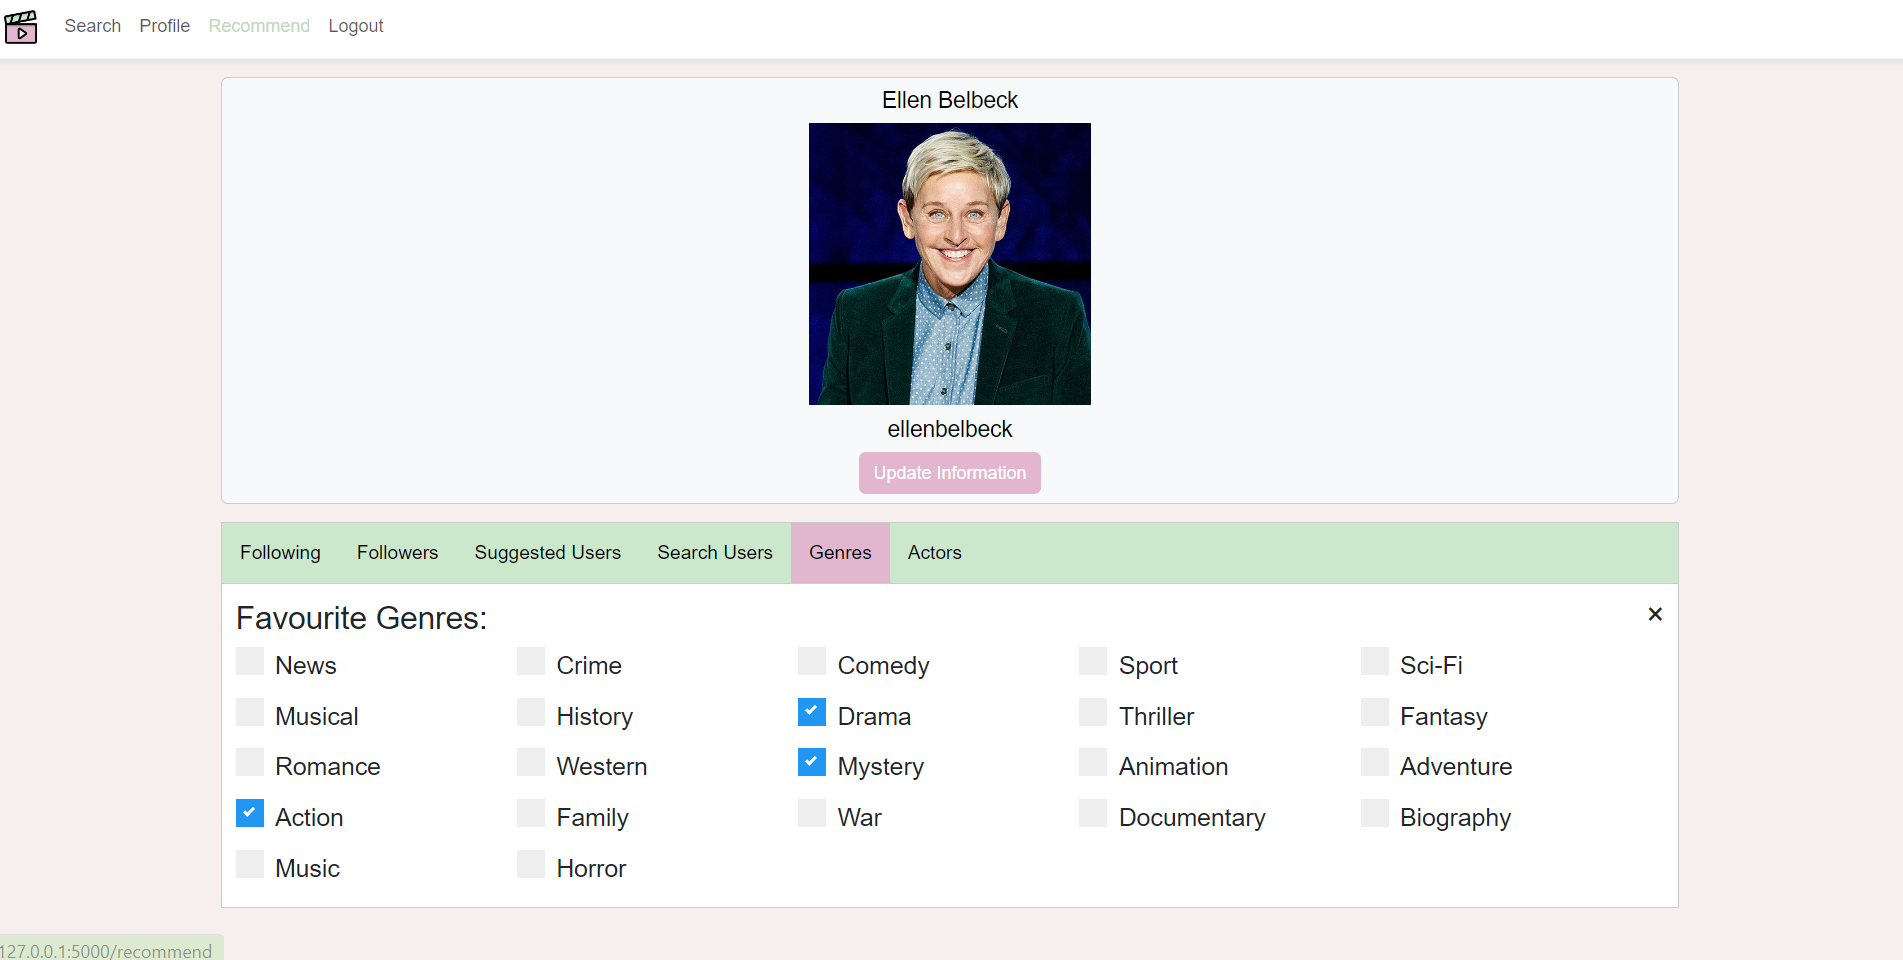 Search Profile Recommend Logout
Ellen Belbeck
ellenbelbeck
Update Information
Following Followers Suggested Users Search Users Genres Actors
Favourite Genres: ×
News Crime Comedy Sport Sci-Fi
Musical History Drama Thriller Fantasy
Romance Western Mystery Animation Adventure
Action Family War Documentary Biography
Music Horror
127.0.0.1:5000/recommend